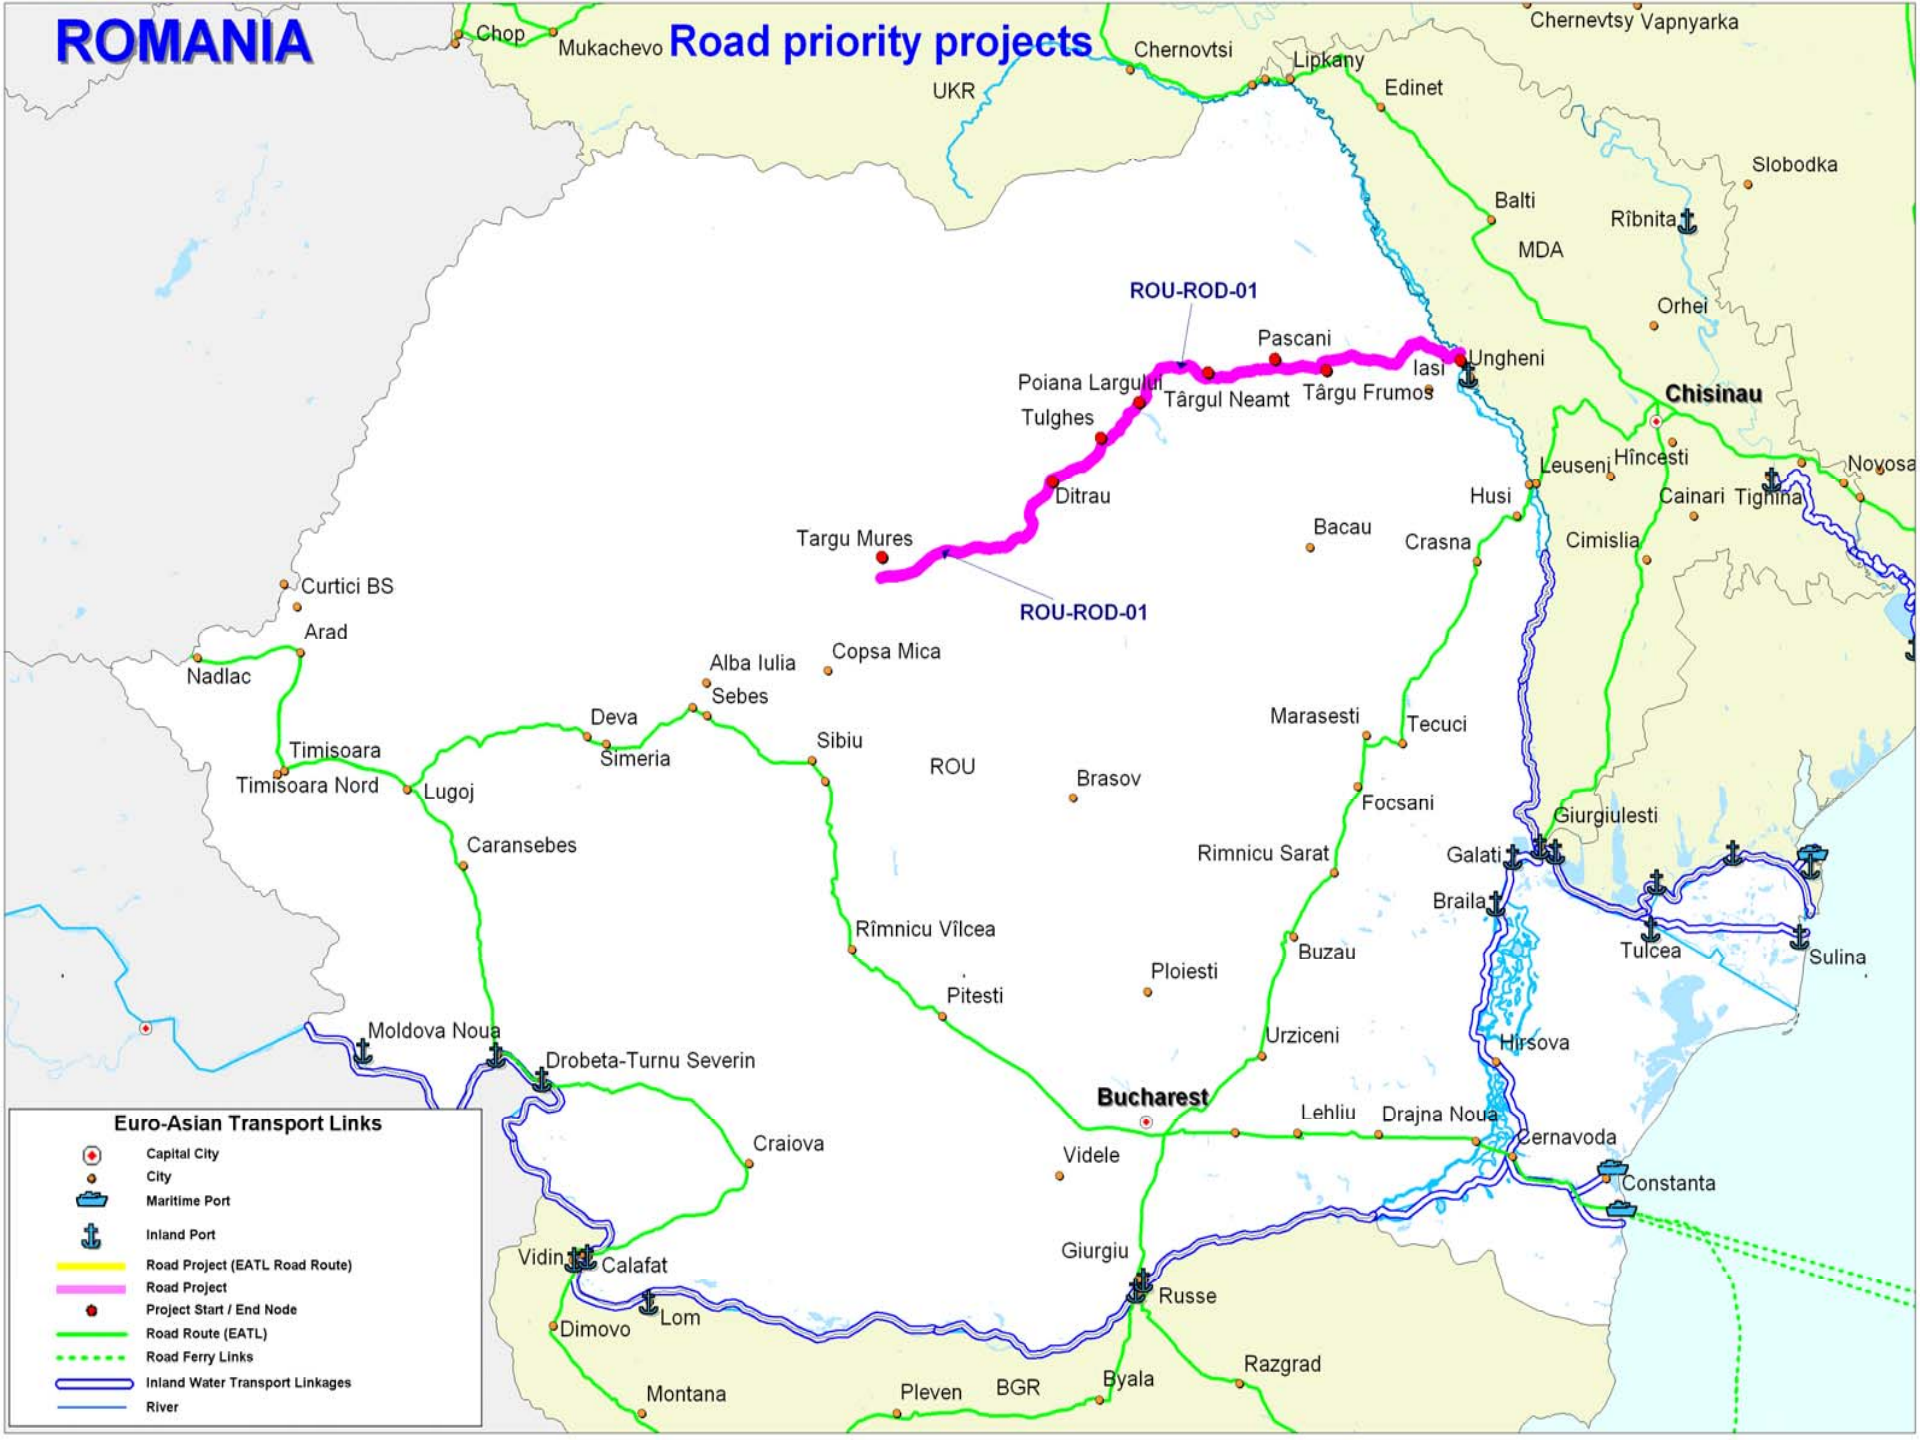 ROMANIA
Road priority projects
Chop
Mukachevo
Chernovtsi
Lipkany
Chernevtsy
Vapnyarka
UKR
Edinet
Slobodka
Balti
Rîbnita
MDA
ROU-ROD-01
Orhei
Pascani
Ungheni
Iasi
Poiana Largului
Târgul Neamt
Târgu Frumos
Chisinau
Tulghes
Leuseni
Hîncesti
Novosa
Ditrau
Husi
Cainari
Tighina
Targu Mures
Bacau
Crasna
Cimislia
Curtici BS
ROU-ROD-01
Arad
Nadlac
Alba Iulia
Copsa Mica
Sebes
Deva
Marasesti
Tecuci
Simeria
Sibiu
Timisoara
Timisoara Nord
Lugoj
ROU
Brasov
Focsani
Giurgiulesti
Caransebes
Rimnicu Sarat
Galati
Braila
Rîmnicu Vîlcea
Buzau
Tulcea
Sulina
Ploiesti
Pitesti
Moldova Noua
Urziceni
Hirsova
Drobeta-Turnu Severin
Bucharest
Lehliu
Drajna Noua
Cernavoda
Craiova
Videle
Constanta
Vidin
Calafat
Giurgiu
Russe
Lom
Dimovo
Razgrad
Byala
BGR
Pleven
Montana
Euro-Asian Transport Links
Capital City
City
Maritime Port
Inland Port
Road Project (EATL Road Route)
Road Project
Project Start / End Node
Road Route (EATL)
Road Ferry Links
Inland Water Transport Linkages
River